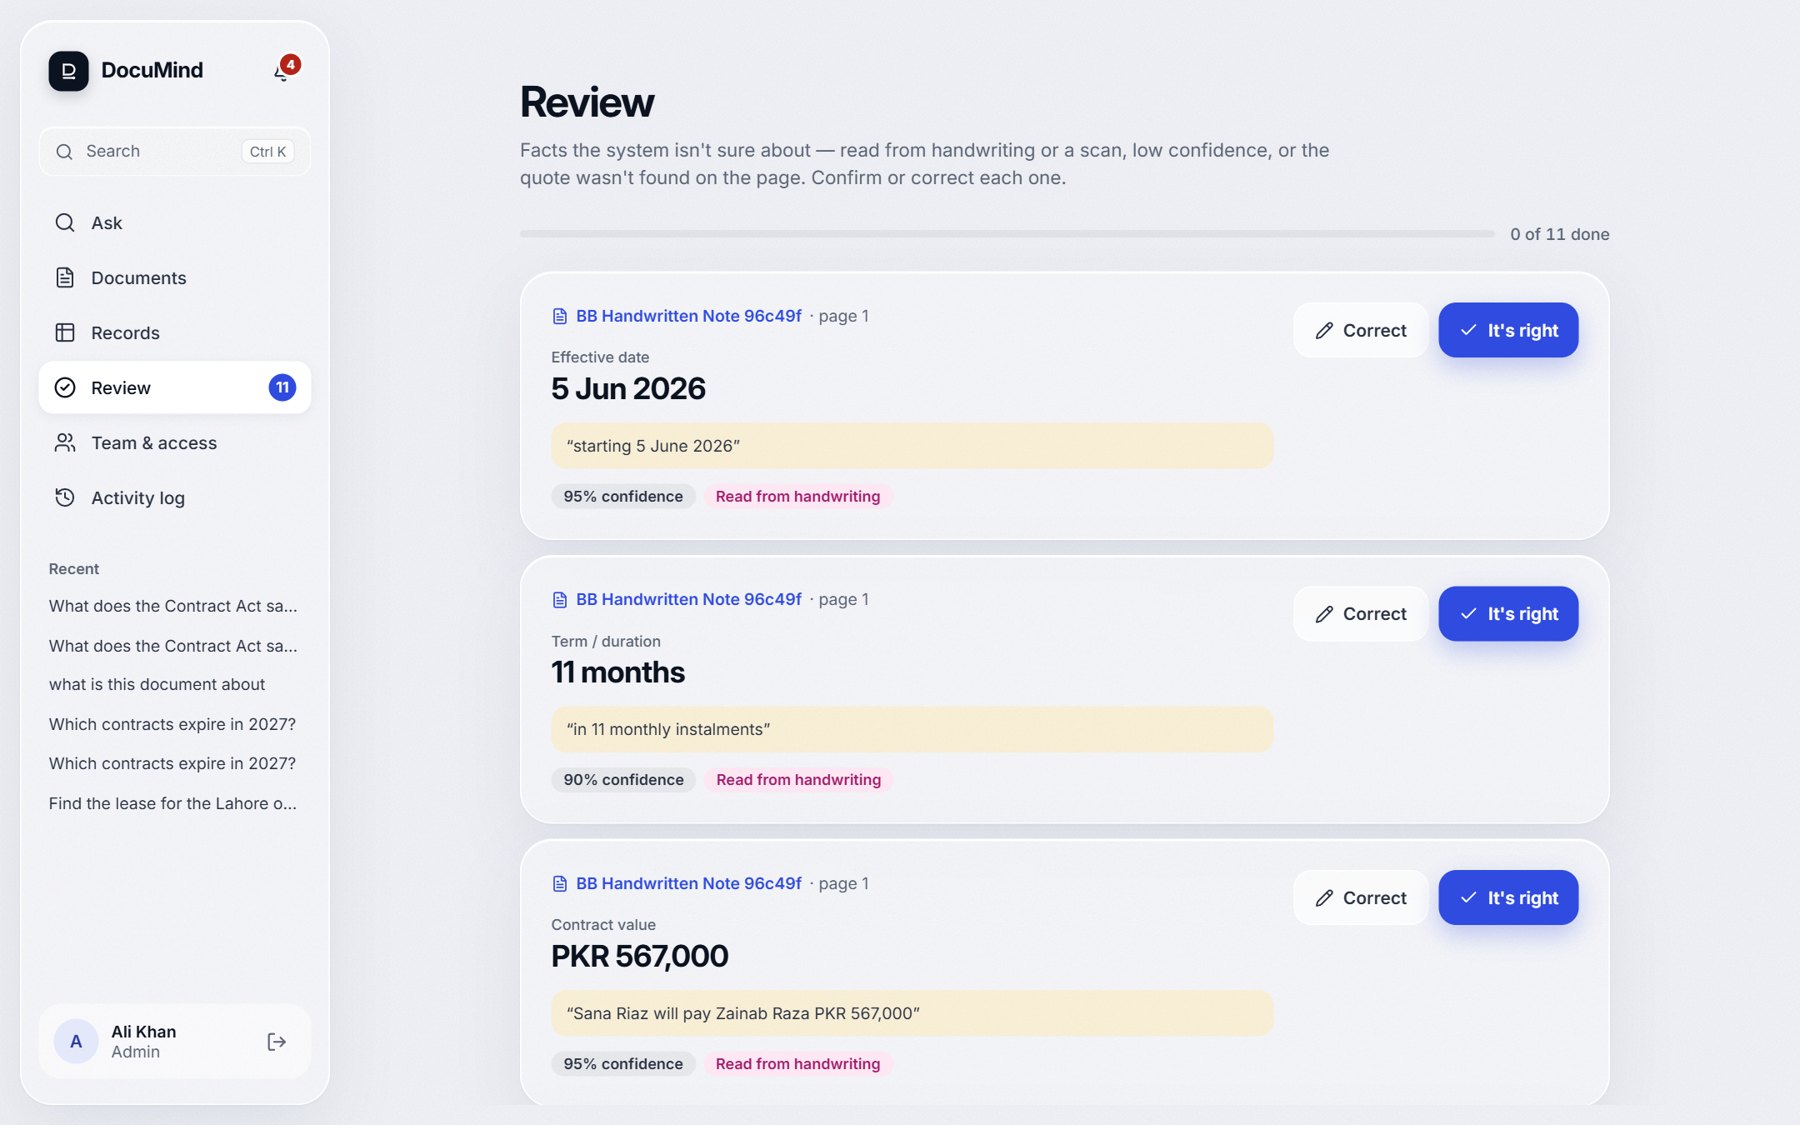 DocuMind
4
Search
Ctrl K
Ask
Documents
Records
Review
11
Team & access
Activity log
Recent
What does the Contract Act sa...
What does the Contract Act sa...
what is this document about
Which contracts expire in 2027?
Which contracts expire in 2027?
Find the lease for the Lahore o...
A
Ali Khan
Admin
Review
Facts the system isn't sure about — read from handwriting or a scan, low confidence, or the
quote wasn't found on the page. Confirm or correct each one.
0 of 11 done
BB Handwritten Note 96c49f · page 1
Correct
It's right
Effective date
5 Jun 2026
“starting 5 June 2026”
95% confidence
Read from handwriting
BB Handwritten Note 96c49f · page 1
Correct
It's right
Term / duration
11 months
“in 11 monthly instalments”
90% confidence
Read from handwriting
BB Handwritten Note 96c49f · page 1
Correct
It's right
Contract value
PKR 567,000
“Sana Riaz will pay Zainab Raza PKR 567,000”
95% confidence
Read from handwriting